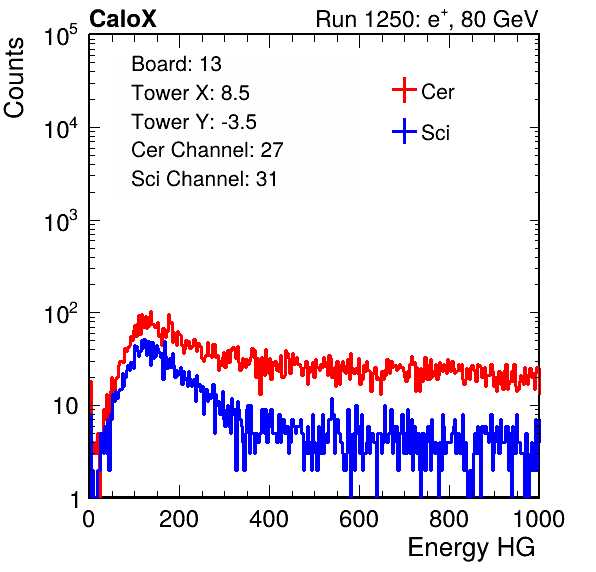 CaloX Run 1250: e⁺, 80 GeV
Counts
10⁵
10⁴
10³
10²
10
1
Board: 13
Tower X: 8.5
Tower Y: -3.5
Cer Channel: 27
Sci Channel: 31
Cer
Sci
0 200 400 600 800 1000
Energy HG